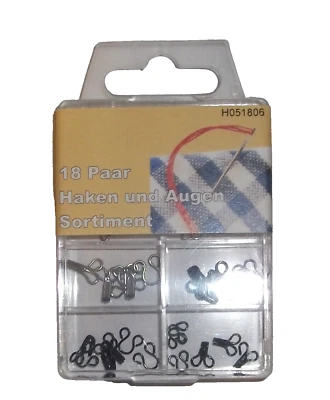 H051806
18 Paar
Haken und Augen
Sortiment